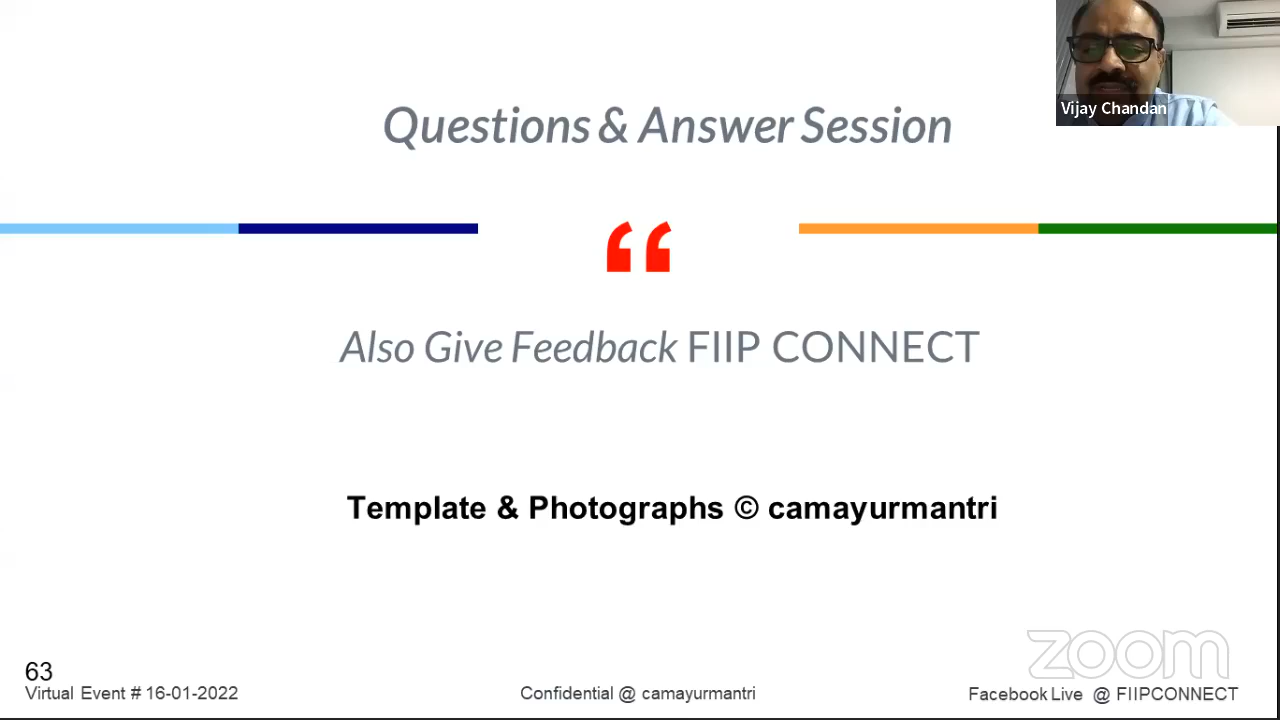 Vijay Chandan
Questions & Answer Session
“
Also Give Feedback FIIP CONNECT
Template & Photographs © camayurmantri
zoom
63
Virtual Event # 16-01-2022
Confidential @ camayurmantri
Facebook Live @ FIIPCONNECT